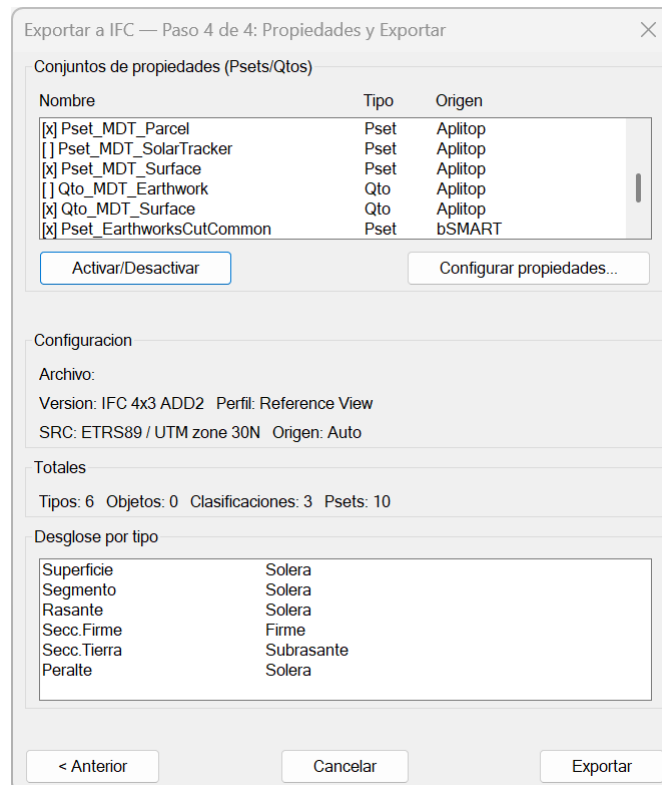 Exportar a IFC — Paso 4 de 4: Propiedades y Exportar
Conjuntos de propiedades (Psets/Qtos)
Nombre Tipo Origen
[x] Pset_MDT_Parcel Pset Aplitop
[ ] Pset_MDT_SolarTracker Pset Aplitop
[x] Pset_MDT_Surface Pset Aplitop
[ ] Qto_MDT_Earthwork Qto Aplitop
[x] Qto_MDT_Surface Qto Aplitop
[x] Pset_EarthworksCutCommon Pset bSMART
Activar/Desactivar Configurar propiedades...
Configuracion
Archivo:
Version: IFC 4x3 ADD2 Perfil: Reference View
SRC: ETRS89 / UTM zone 30N Origen: Auto
Totales
Tipos: 6 Objetos: 0 Clasificaciones: 3 Psets: 10
Desglose por tipo
Superficie Solera
Segmento Solera
Rasante Solera
Secc.Firme Firme
Secc.Tierra Subrasante
Peralte Solera
< Anterior Cancelar Exportar